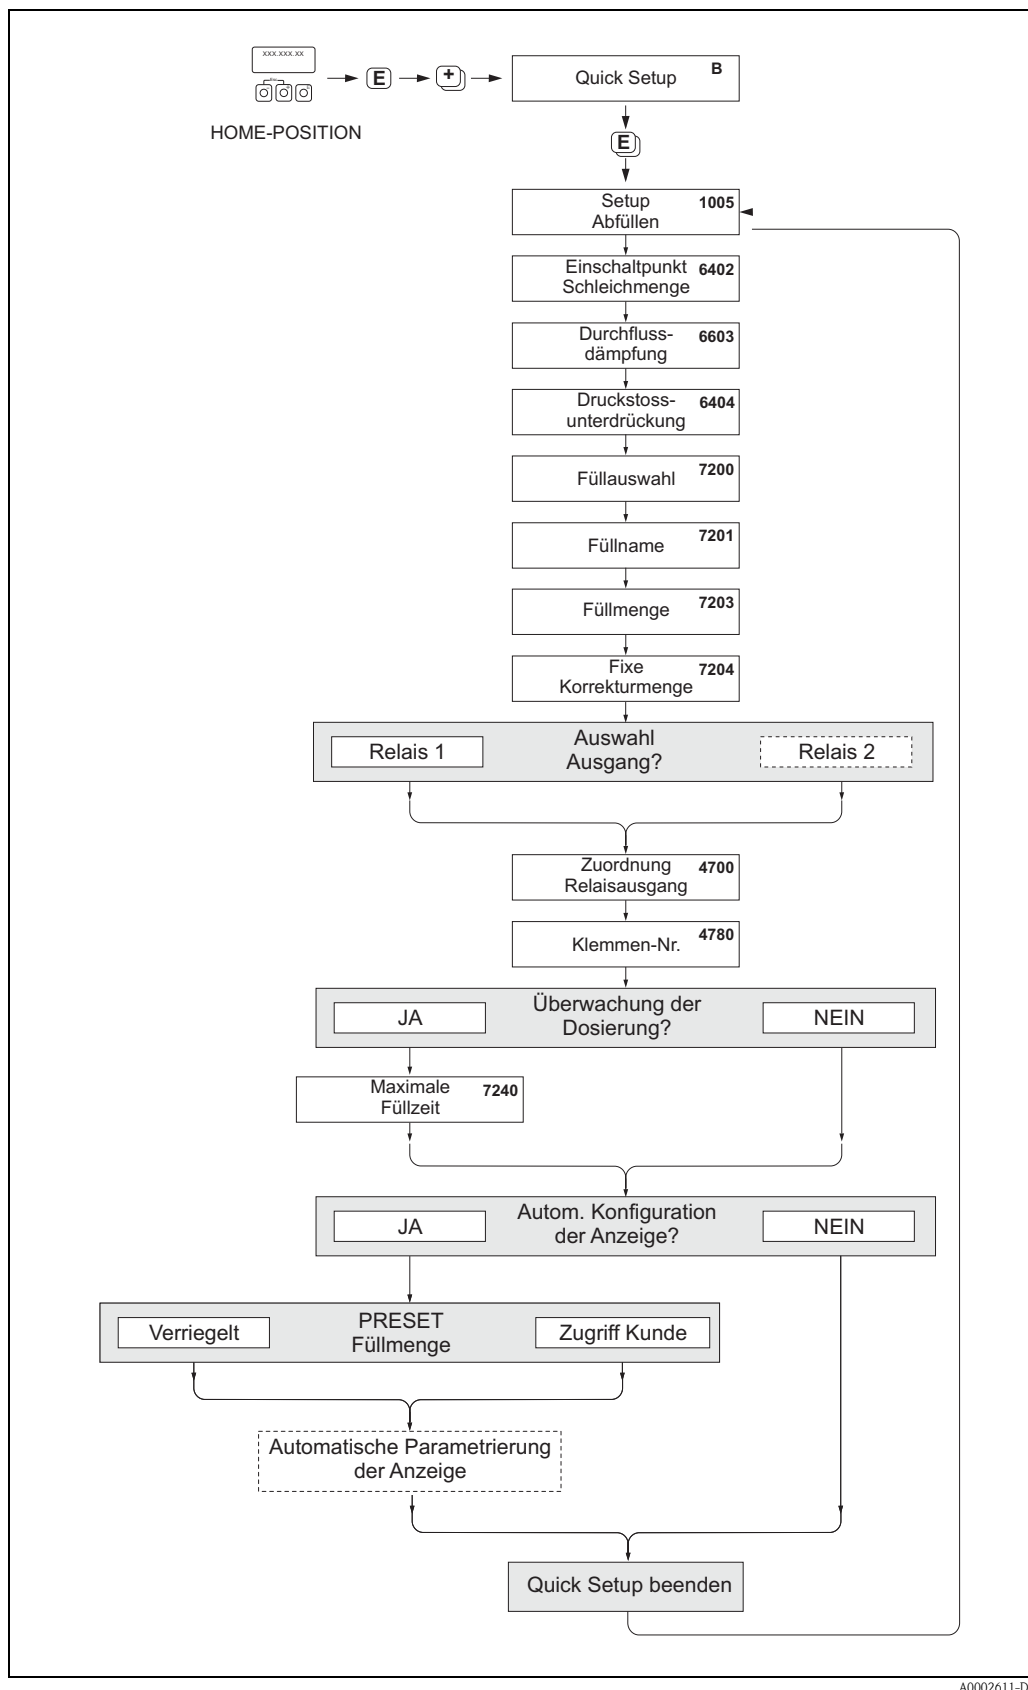 xxx.xxx.xx
Esc
E
+
Quick Setup
B
HOME-POSITION
E
Setup
Abfüllen
1005
Einschaltpunkt
Schleichmenge
6402
Durchfluss-
dämpfung
6603
Druckstoss-
unterdrückung
6404
Füllauswahl
7200
Füllname
7201
Füllmenge
7203
Fixe
Korrekturmenge
7204
Relais 1
Auswahl
Ausgang?
Relais 2
Zuordnung
Relaisausgang
4700
Klemmen-Nr.
4780
JA
Überwachung der
Dosierung?
NEIN
Maximale
Füllzeit
7240
JA
Autom. Konfiguration
der Anzeige?
NEIN
Verriegelt
PRESET
Füllmenge
Zugriff Kunde
Automatische Parametrierung
der Anzeige
Quick Setup beenden
A0002611-D